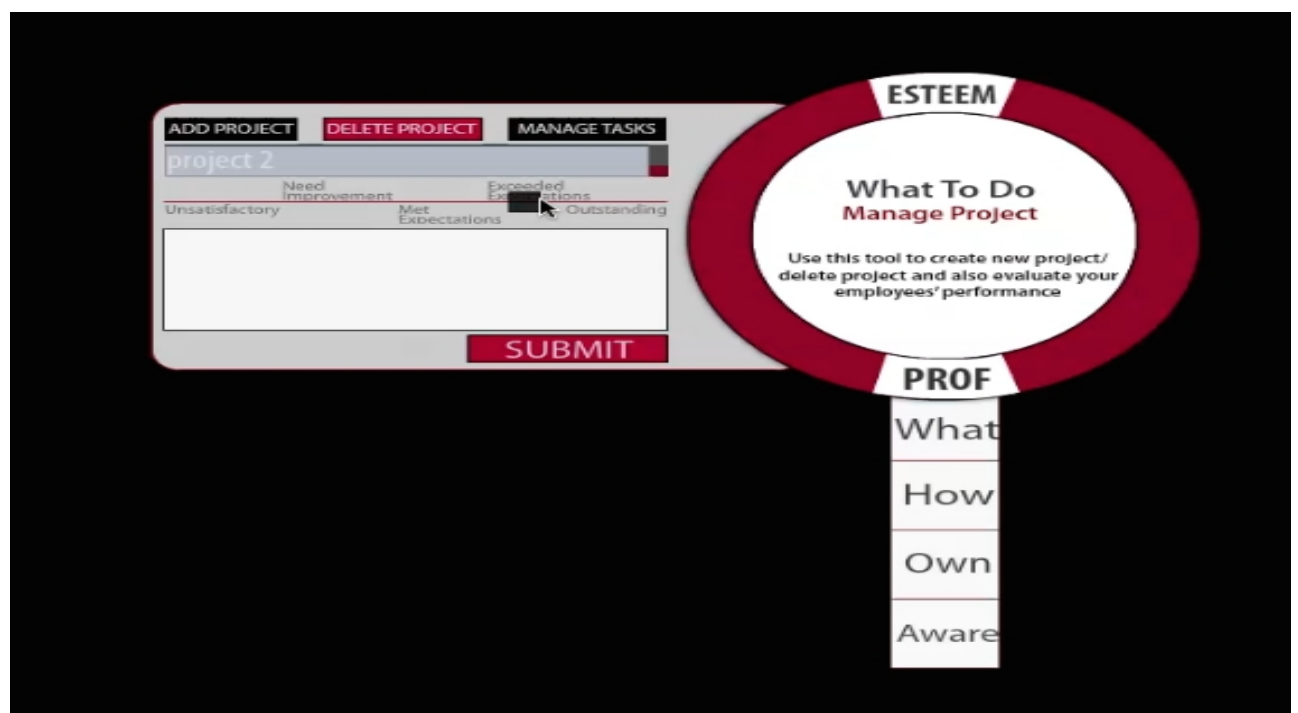 ESTEEM
ADD PROJECT DELETE PROJECT MANAGE TASKS
project 2
Need
Improvement
Exceeded
Unsatisfactory
Met
Expectations
Outstanding
SUBMIT
What To Do
Manage Project
Use this tool to create new project/
delete project and also evaluate your
employees' performance
PROF
What
How
Own
Aware